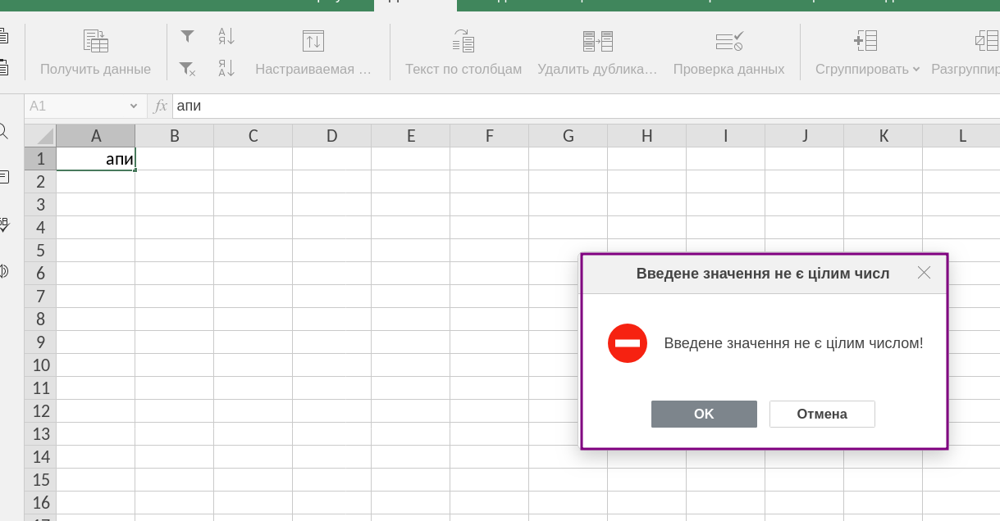 Получить данные
А
Я
Я
А
Настраиваемая ...
Текст по столбцам
Удалить дублика...
Проверка данных
Сгруппировать
Разгруппир
A1
fx
апи
A B C D E F G H I J K L
1 апи
2
3
4
5
6
7
8
9
10
11
12
13
14
15
16
Введене значення не є цілим числ
Введене значення не є цілим числом!
OK
Отмена